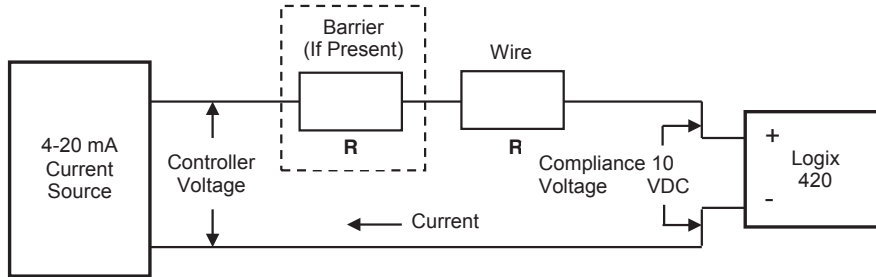 Barrier
(If Present)
Wire
4-20 mA
Current
Source
Controller
Voltage
R
R
Compliance 10
Voltage VDC
Current
+
-
Logix
420